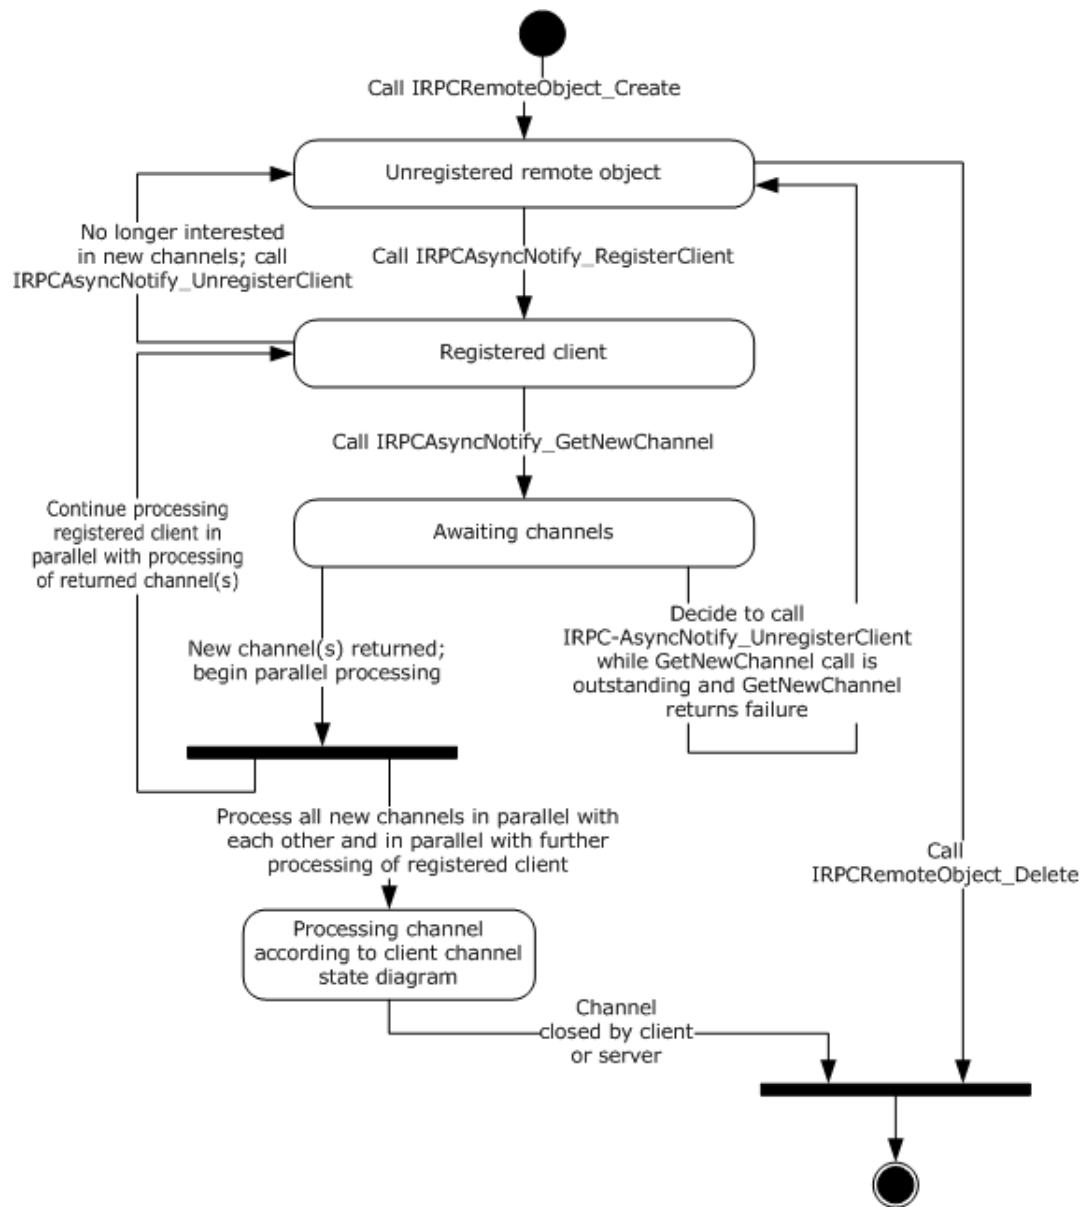 Call IRPCRemoteObject_Create
Unregistered remote object
No longer interested
in new channels; call
IRPCAsyncNotify_UnregisterClient
Call IRPCAsyncNotify_RegisterClient
Registered client
Call IRPCAsyncNotify_GetNewChannel
Continue processing
registered client in
parallel with processing
of returned channel(s)
Awaiting channels
New channel(s) returned;
begin parallel processing
Decide to call
IRPC-AsyncNotify_UnregisterClient
while GetNewChannel call is
outstanding and GetNewChannel
returns failure
Process all new channels in parallel with
each other and in parallel with further
processing of registered client
Call
IRPCRemoteObject_Delete
Processing channel
according to client channel
state diagram
Channel
closed by client
or server